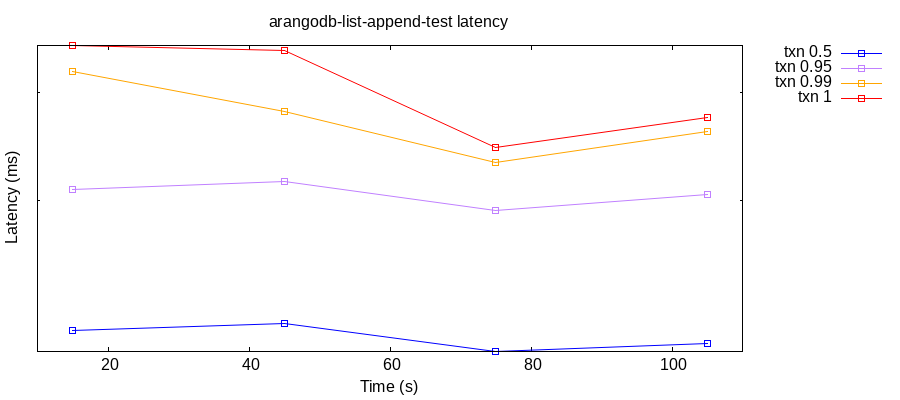 arangodb-list-append-test latency
txn 0.5
txn 0.95
txn 0.99
txn 1
Latency (ms)
20 40 60 80 100
Time (s)